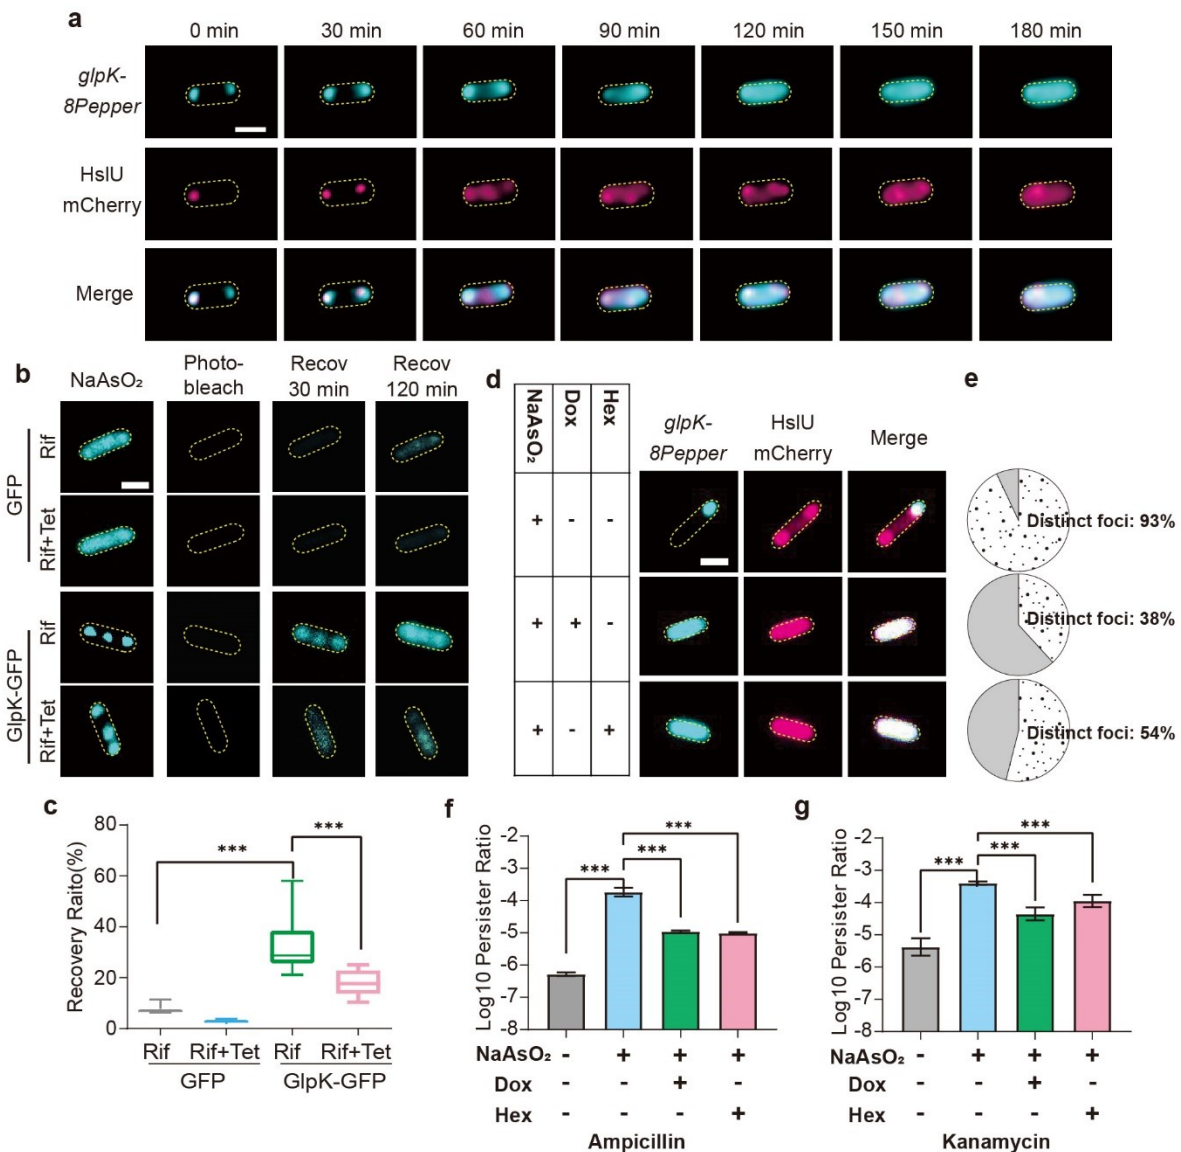 a
0 min 30 min 60 min 90 min 120 min 150 min 180 min
glpK-
8Pepper
HslU
mCherry
Merge
b
NaAsO₂
Photo-
bleach
Recov
30 min
Recov
120 min
GFP
Rif
Rif+Tet
GlpK-GFP
Rif
Rif+Tet
d
NaAsO₂ Dox Hex
glpK-
8Pepper
HslU
mCherry
Merge
+ - -
+ + -
+ - +
e
Distinct foci: 93%
Distinct foci: 38%
Distinct foci: 54%
c
Recovery Raito(%)
80
60
40
20
0
***
***
Rif Rif+Tet Rif Rif+Tet
GFP GlpK-GFP
f
Log10 Persister Ratio
-2
-3
-4
-5
-6
-7
-8
***
***
***
NaAsO₂ - + + +
Dox - - + -
Hex - - - +
Ampicillin
g
Log10 Persister Ratio
-2
-3
-4
-5
-6
-7
-8
***
***
***
NaAsO₂ - + + +
Dox - - + -
Hex - - - +
Kanamycin